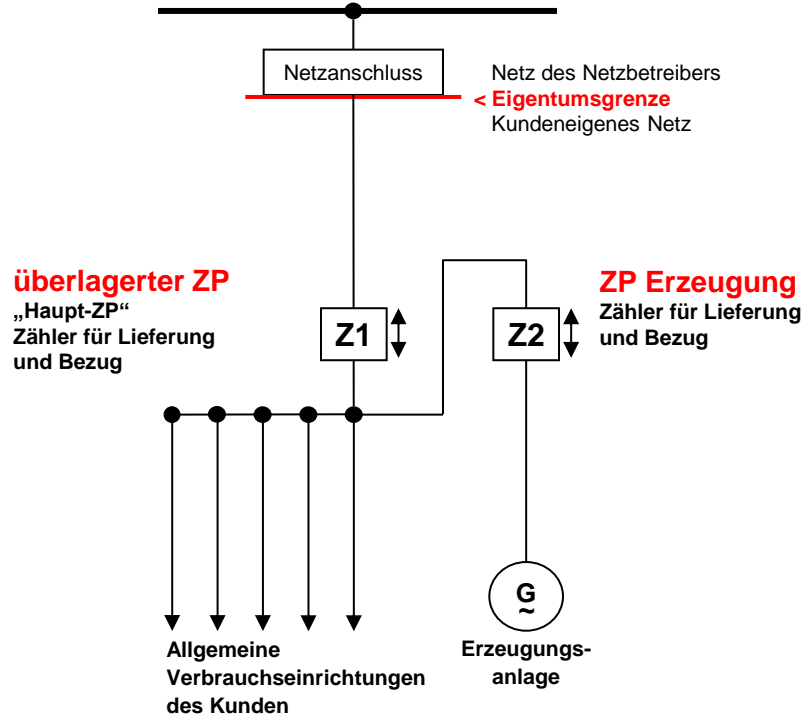 Netzanschluss
Netz des Netzbetreibers
< Eigentumsgrenze
Kundeneigenes Netz
überlagerter ZP
„Haupt-ZP“
Zähler für Lieferung
und Bezug
Z1
Z2
ZP Erzeugung
Zähler für Lieferung
und Bezug
G
~
Allgemeine
Verbrauchseinrichtungen
des Kunden
Erzeugungs-
anlage